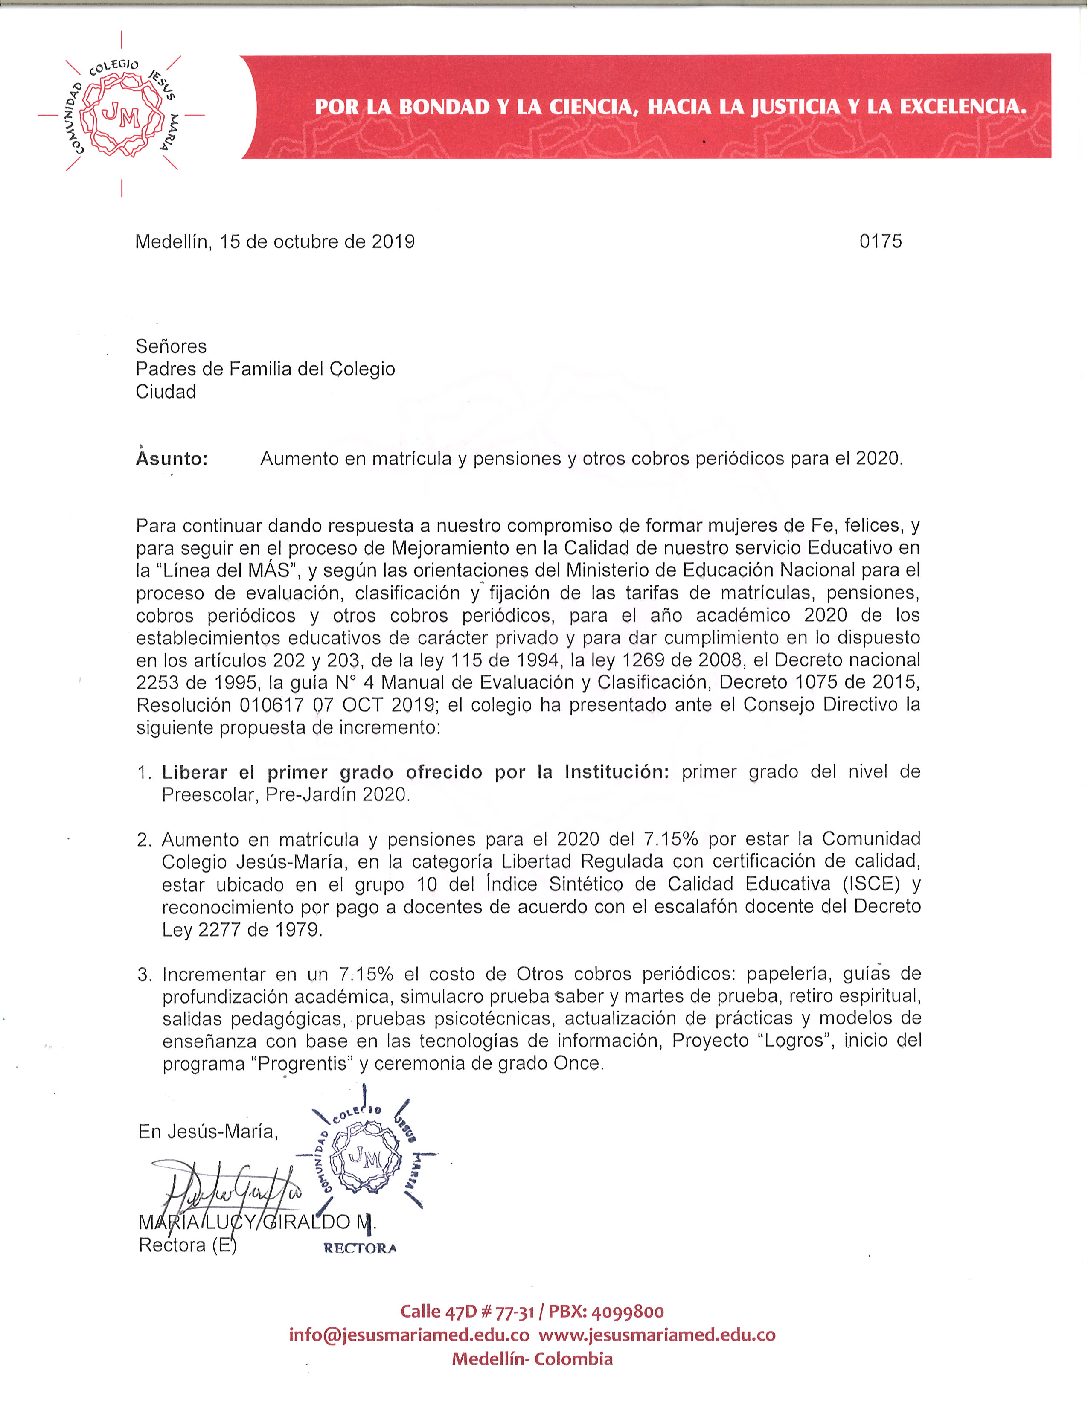 COMUNIDAD COLEGIO JESUS MARIA
JM
POR LA BONDAD Y LA CIENCIA, HACIA LA JUSTICIA Y LA EXCELENCIA.
Medellín, 15 de octubre de 2019 0175
Señores
Padres de Familia del Colegio
Ciudad
Asunto: Aumento en matrícula y pensiones y otros cobros periódicos para el 2020.
Para continuar dando respuesta a nuestro compromiso de formar mujeres de Fe, felices, y
para seguir en el proceso de Mejoramiento en la Calidad de nuestro servicio Educativo en
la "Línea del MÁS", y según las orientaciones del Ministerio de Educación Nacional para el
proceso de evaluación, clasificación y fijación de las tarifas de matrículas, pensiones,
cobros periódicos y otros cobros periódicos, para el año académico 2020 de los
establecimientos educativos de carácter privado y para dar cumplimiento en lo dispuesto
en los artículos 202 y 203, de la ley 115 de 1994, la ley 1269 de 2008, el Decreto nacional
2253 de 1995, la guía N° 4 Manual de Evaluación y Clasificación, Decreto 1075 de 2015,
Resolución 010617 07 OCT 2019; el colegio ha presentado ante el Consejo Directivo la
siguiente propuesta de incremento:
1. Liberar el primer grado ofrecido por la Institución: primer grado del nivel de
Preescolar, Pre-Jardín 2020.
2. Aumento en matrícula y pensiones para el 2020 del 7.15% por estar la Comunidad
Colegio Jesús-María, en la categoría Libertad Regulada con certificación de calidad,
estar ubicado en el grupo 10 del Índice Sintético de Calidad Educativa (ISCE) y
reconocimiento por pago a docentes de acuerdo con el escalafón docente del Decreto
Ley 2277 de 1979.
3. Incrementar en un 7.15% el costo de Otros cobros periódicos: papelería, guías de
profundización académica, simulacro prueba saber y martes de prueba, retiro espiritual,
salidas pedagógicas, pruebas psicotécnicas, actualización de prácticas y modelos de
enseñanza con base en las tecnologías de información, Proyecto "Logros", inicio del
programa "Progrentis" y ceremonia de grado Once.
En Jesús-María,
COMUNIDAD COLEGIO JESUS MARIA
JM
MARÍA LUCY GIRALDO M.
Rectora (E) RECTORA
Calle 47D # 77-31 / PBX: 4099800
info@jesusmariamed.edu.co www.jesusmariamed.edu.co
Medellín- Colombia